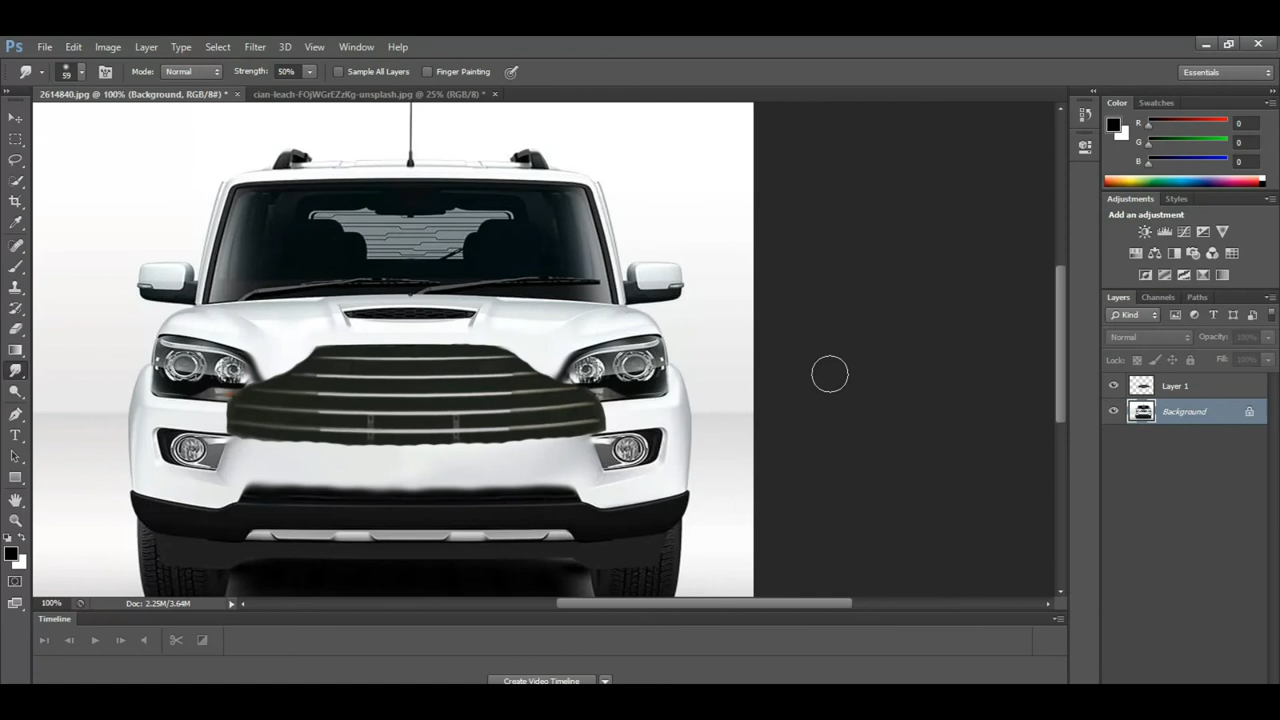 Ps File Edit Image Layer Type Select Filter 3D View Window Help
59 Mode: Normal Strength: 50% Sample All Layers Finger Painting Essentials
2614840.jpg @ 100% (Background, RGB/8#) * × cian-leach-FOjWGrEZzKg-unsplash.jpg @ 25% (RGB/8) * ×
Color Swatches
R 0
G 0
B 0
Adjustments Styles
Add an adjustment
Layers Channels Paths
Kind
Normal Opacity: 100%
Lock: Fill: 100%
Layer 1
Background
100% Doc: 2.25M/3.64M
Timeline
Create Video Timeline